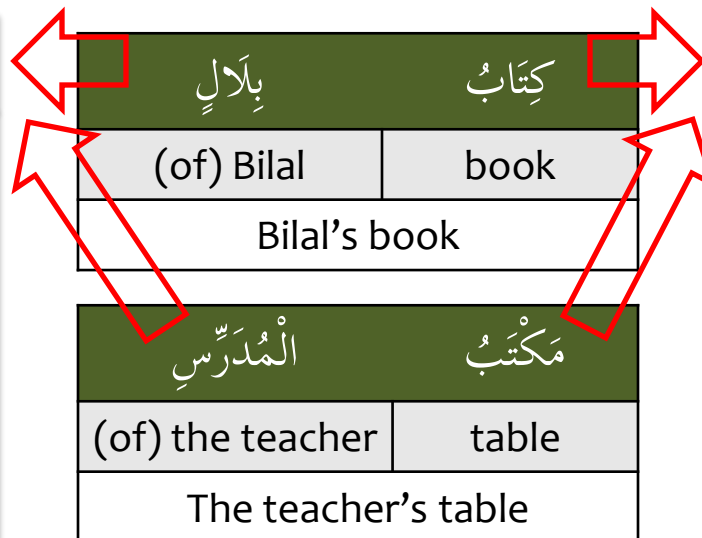 كِتَابُ بِلَالٍ
(of) Bilal book
Bilal's book
مَكْتَبُ الْمُدَرِّسِ
(of) the teacher table
The teacher's table